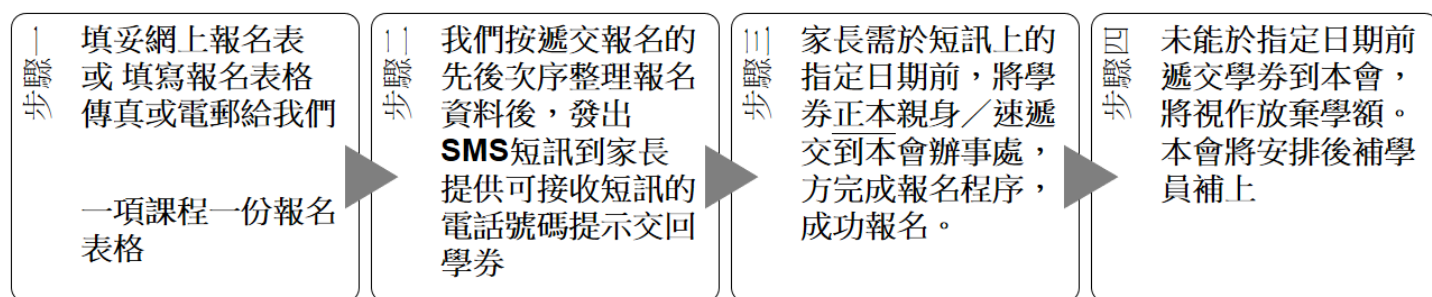 步驟一
填妥網上報名表
或 填寫報名表格
傳真或電郵給我們
一項課程一份報名
表格
步驟二
我們按遞交報名的
先後次序整理報名
資料後，發出
SMS短訊到家長
提供可接收短訊的
電話號碼提示交回
學券
步驟三
家長需於短訊上的
指定日期前，將學
券正本親身／速遞
交到本會辦事處，
方完成報名程序，
成功報名。
步驟四
未能於指定日期前
遞交學券到本會，
將視作放棄學額。
本會將安排後補學
員補上